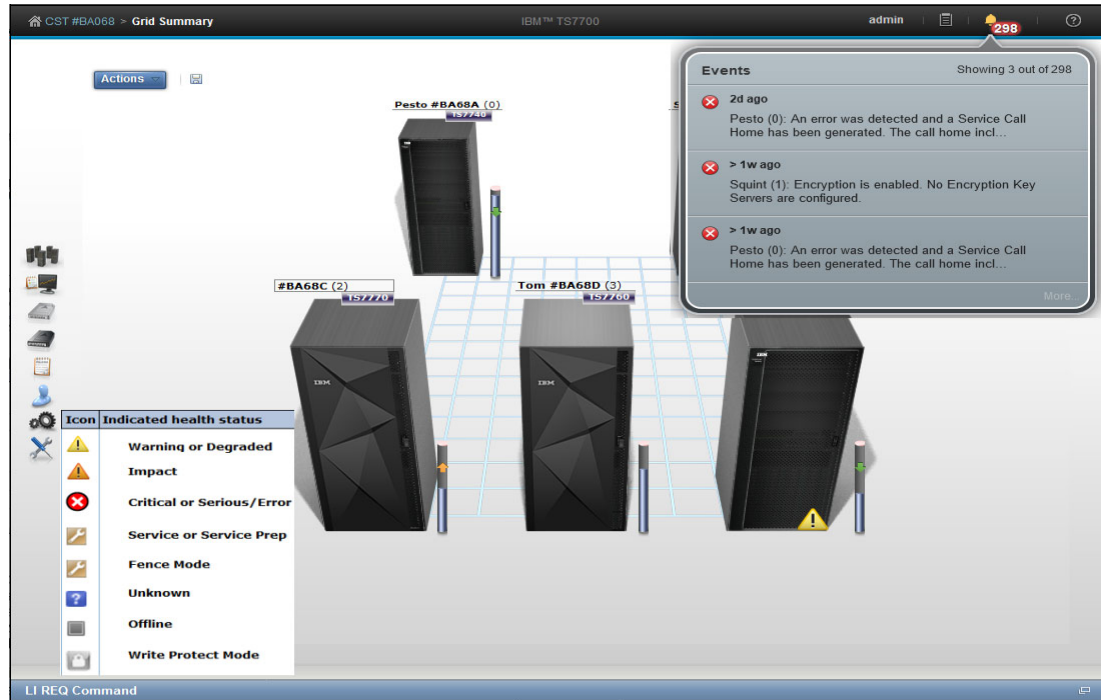 CST #BA068 > Grid Summary
IBM™ TS7700
admin
298
Actions
Events
Showing 3 out of 298
2d ago
Pesto (0): An error was detected and a Service Call
Home has been generated. The call home incl...
> 1w ago
Squint (1): Encryption is enabled. No Encryption Key
Servers are configured.
> 1w ago
Pesto (0): An error was detected and a Service Call
Home has been generated. The call home incl...
More...
Pesto #BA68A (0)
TS7740
S
#BA68C (2)
TS7770
Tom #BA68D (3)
TS7760
IBM
IBM
Icon Indicated health status
Warning or Degraded
Impact
Critical or Serious/Error
Service or Service Prep
Fence Mode
Unknown
Offline
Write Protect Mode
LI REQ Command